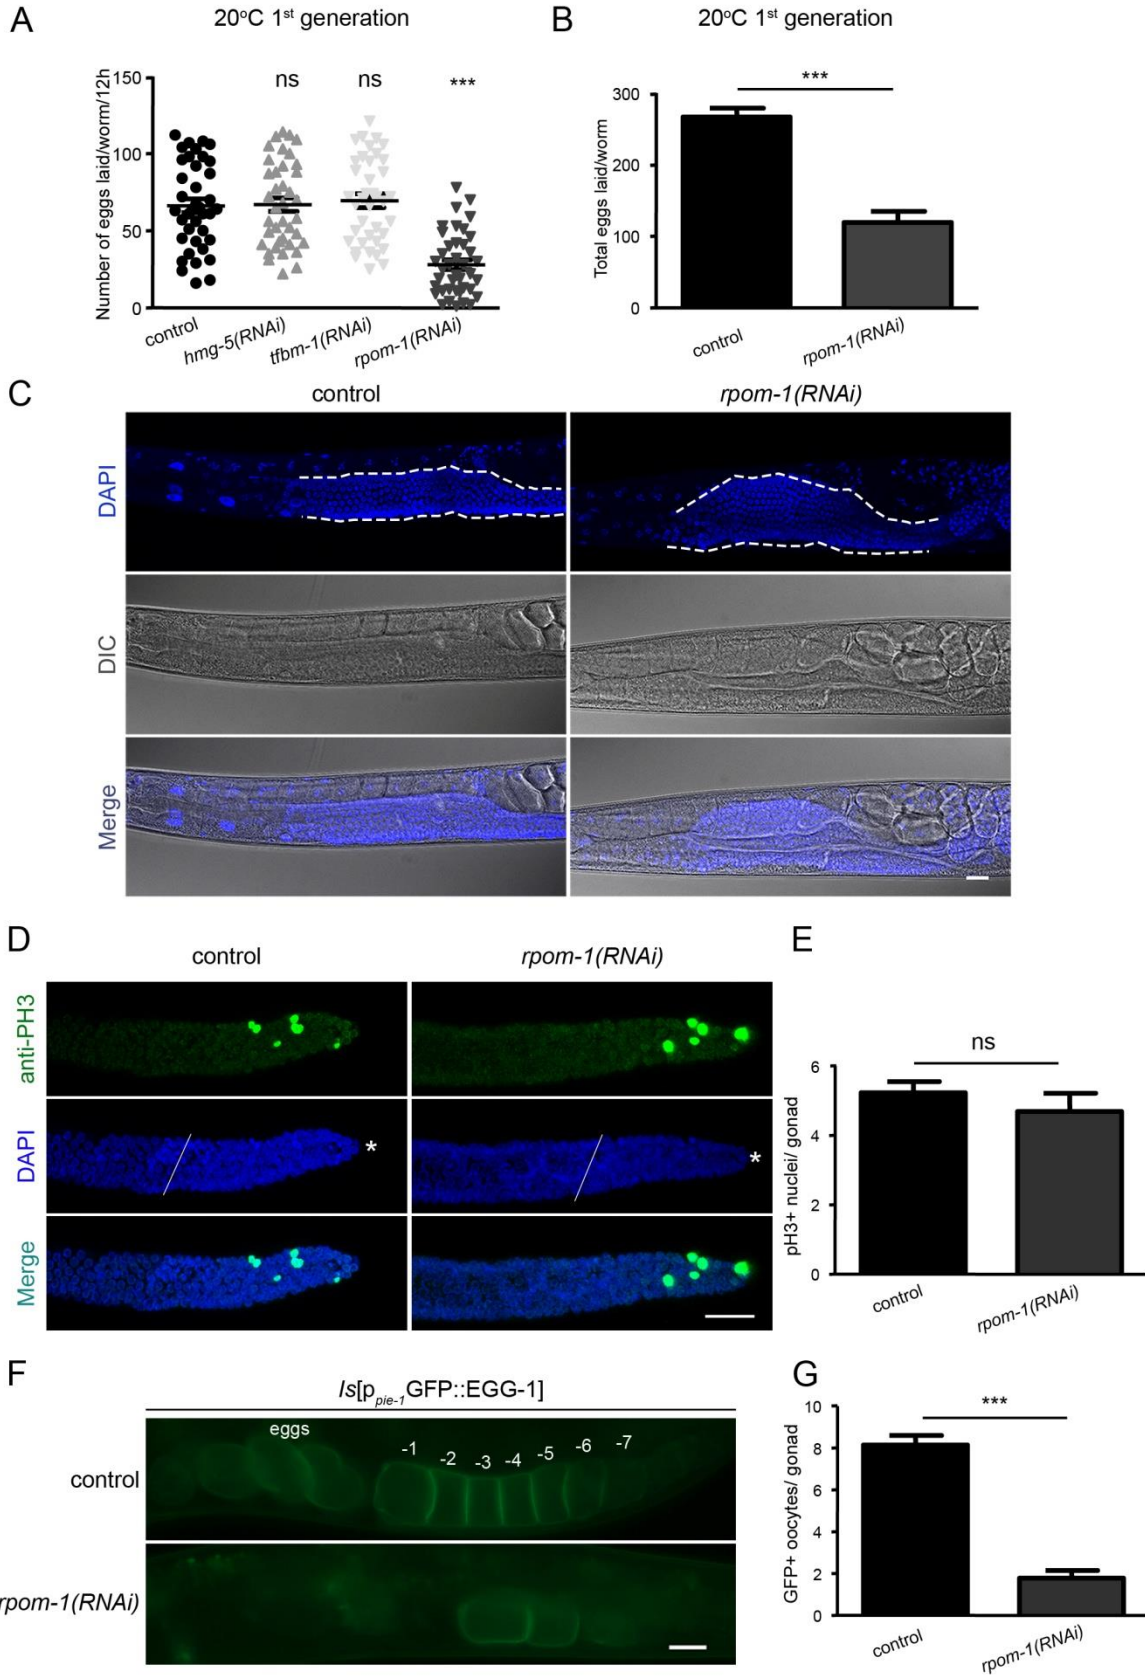 A
20°C 1st generation
Number of eggs laid/worm/12h
150
100
50
0
ns
ns
***
control
hmg-5(RNAi)
tfbm-1(RNAi)
rpom-1(RNAi)
B
20°C 1st generation
Total eggs laid/worm
300
200
100
0
***
control
rpom-1(RNAi)
C
control
rpom-1(RNAi)
DAPI
DIC
Merge
D
control
rpom-1(RNAi)
anti-PH3
DAPI
*
*
Merge
E
pH3+ nuclei/ gonad
6
4
2
0
ns
control
rpom-1(RNAi)
F
Is[ppie-1GFP::EGG-1]
control
eggs
-1
-2
-3
-4
-5
-6
-7
rpom-1(RNAi)
G
GFP+ oocytes/ gonad
10
8
6
4
2
0
***
control
rpom-1(RNAi)